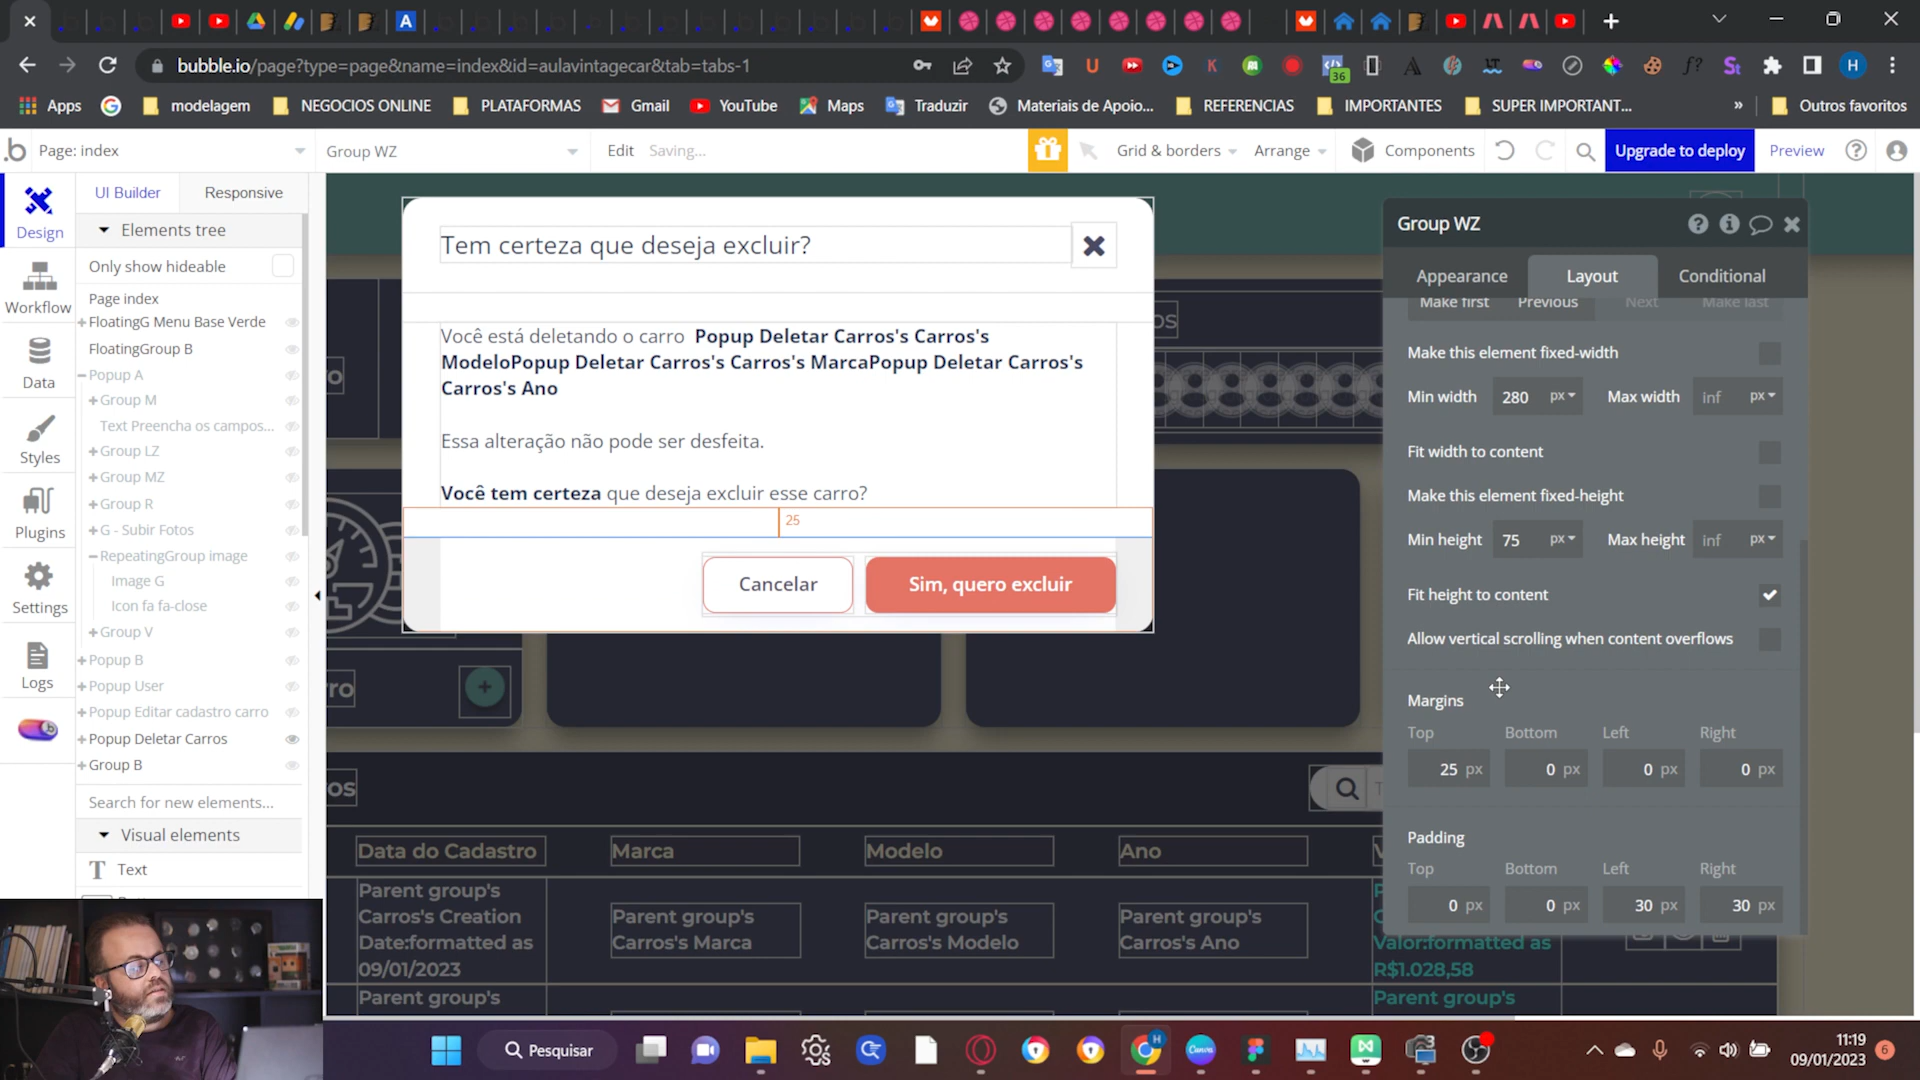 bubble.io/page?type=page&name=index&id=aulavintagecar&tab=tabs-1
36
H
Apps
modelagem
NEGOCIOS ONLINE
PLATAFORMAS
Gmail
YouTube
Maps
Traduzir
Materiais de Apoio...
REFERENCIAS
IMPORTANTES
SUPER IMPORTANT...
»
Outros favoritos
.b
Page: index
Group WZ
Edit
Saving...
Grid & borders
Arrange
Components
Upgrade to deploy
Preview
UI Builder
Responsive
Design
Workflow
Data
Styles
Plugins
Settings
Logs
Elements tree
Only show hideable
Page index
FloatingG Menu Base Verde
FloatingGroup B
Popup A
Group M
Text Preencha os campos...
Group LZ
Group MZ
Group R
G - Subir Fotos
RepeatingGroup image
Image G
Icon fa fa-close
Group V
Popup B
Popup User
Popup Editar cadastro carro
Popup Deletar Carros
Group B
Search for new elements...
Visual elements
Text
Tem certeza que deseja excluir?
Você está deletando o carro Popup Deletar Carros's Carros's
ModeloPopup Deletar Carros's Carros's MarcaPopup Deletar Carros's
Carros's Ano
Essa alteração não pode ser desfeita.
Você tem certeza que deseja excluir esse carro?
25
Cancelar
Sim, quero excluir
os
o
ro
os
Data do Cadastro
Marca
Modelo
Ano
Parent group's
Carros's Creation
Date:formatted as
09/01/2023
Parent group's
Carros's Marca
Parent group's
Carros's Modelo
Parent group's
Carros's Ano
Valor:formatted as
R$1.028,58
Parent group's
Parent group's
Group WZ
Appearance
Layout
Conditional
Make first
Previous
Next
Make last
Make this element fixed-width
Min width 280 px
Max width inf px
Fit width to content
Make this element fixed-height
Min height 75 px
Max height inf px
Fit height to content
Allow vertical scrolling when content overflows
Margins
Top Bottom Left Right
25 px 0 px 0 px 0 px
Padding
Top Bottom Left Right
0 px 0 px 30 px 30 px
Pesquisar
11:19
09/01/2023
6